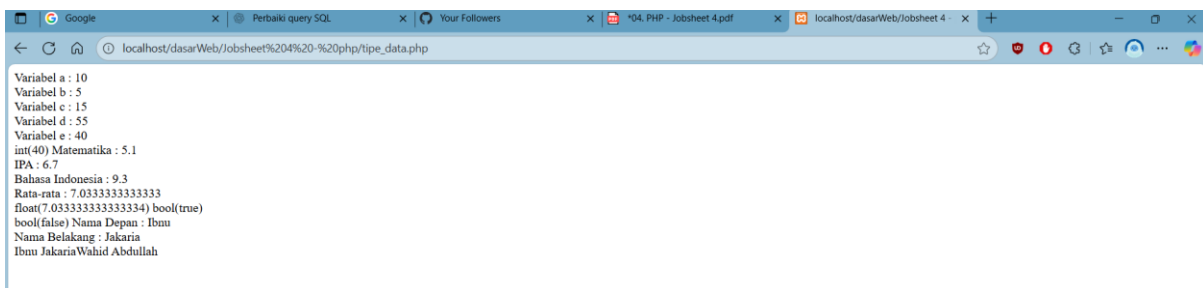 Google
Perbaiki query SQL
Your Followers
*04. PHP - Jobsheet 4.pdf
localhost/dasarWeb/Jobsheet 4 -
localhost/dasarWeb/Jobsheet%204%20-%20php/tipe_data.php
Variabel a : 10
Variabel b : 5
Variabel c : 15
Variabel d : 55
Variabel e : 40
int(40) Matematika : 5.1
IPA : 6.7
Bahasa Indonesia : 9.3
Rata-rata : 7.0333333333333
float(7.033333333333334) bool(true)
bool(false) Nama Depan : Ibnu
Nama Belakang : Jakaria
Ibnu JakariaWahid Abdullah